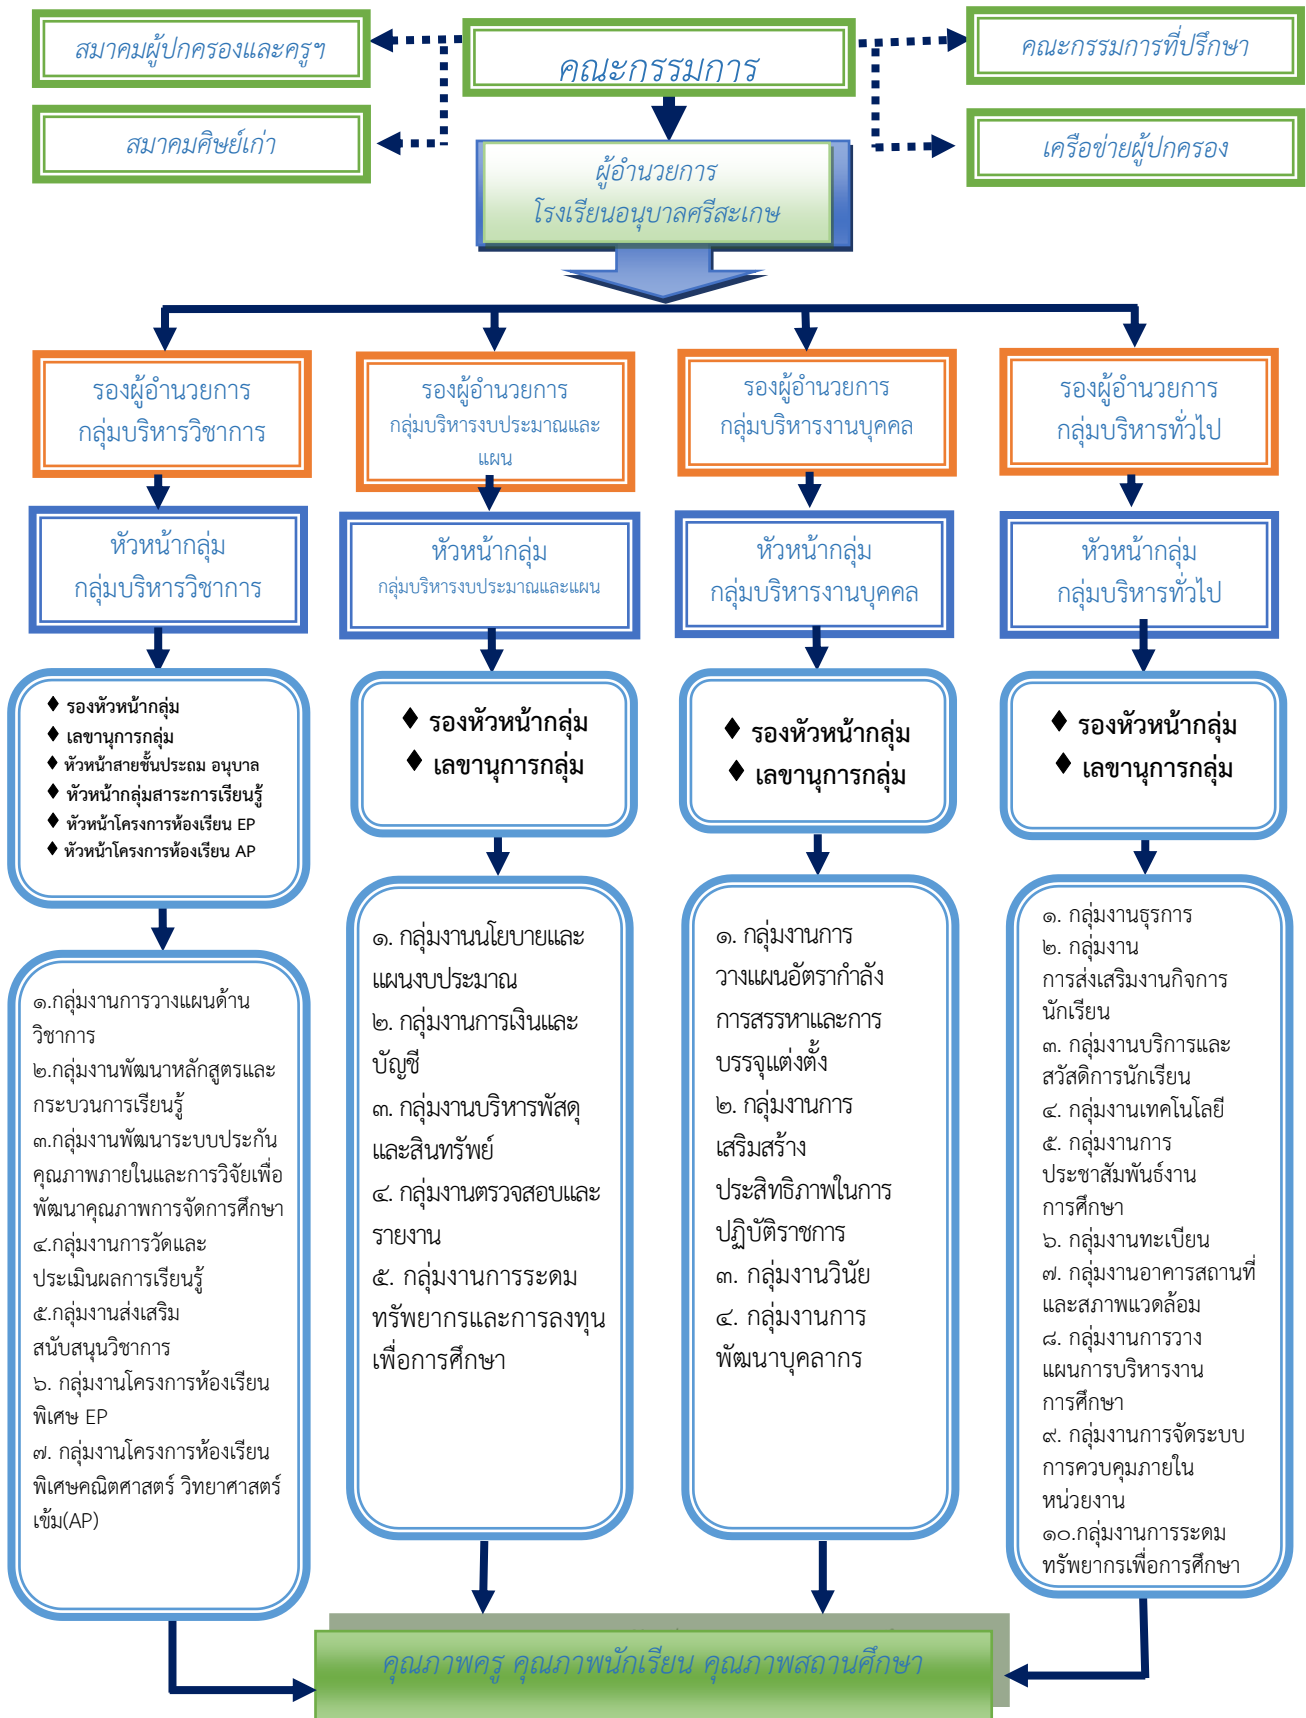 สมาคมผู้ปกครองและครูฯ
คณะกรรมการ
คณะกรรมการที่ปรึกษา
สมาคมศิษย์เก่า
เครือข่ายผู้ปกครอง
ผู้อำนวยการ
โรงเรียนอนุบาลศรีสะเกษ
รองผู้อำนวยการ
กลุ่มบริหารวิชาการ
รองผู้อำนวยการ
กลุ่มบริหารงบประมาณและ
แผน
รองผู้อำนวยการ
กลุ่มบริหารงานบุคคล
รองผู้อำนวยการ
กลุ่มบริหารทั่วไป
หัวหน้ากลุ่ม
กลุ่มบริหารวิชาการ
หัวหน้ากลุ่ม
กลุ่มบริหารงบประมาณและแผน
หัวหน้ากลุ่ม
กลุ่มบริหารงานบุคคล
หัวหน้ากลุ่ม
กลุ่มบริหารทั่วไป
♦ รองหัวหน้ากลุ่ม
♦ เลขานุการกลุ่ม
♦ หัวหน้าสายชั้นประถม อนุบาล
♦ หัวหน้ากลุ่มสาระการเรียนรู้
♦ หัวหน้าโครงการห้องเรียน EP
♦ หัวหน้าโครงการห้องเรียน AP
♦ รองหัวหน้ากลุ่ม
♦ เลขานุการกลุ่ม
♦ รองหัวหน้ากลุ่ม
♦ เลขานุการกลุ่ม
♦ รองหัวหน้ากลุ่ม
♦ เลขานุการกลุ่ม
๑.กลุ่มงานการวางแผนด้าน
วิชาการ
๒.กลุ่มงานพัฒนาหลักสูตรและ
กระบวนการเรียนรู้
๓.กลุ่มงานพัฒนาระบบประกัน
คุณภาพภายในและการวิจัยเพื่อ
พัฒนาคุณภาพการจัดการศึกษา
๔.กลุ่มงานการวัดและ
ประเมินผลการเรียนรู้
๕.กลุ่มงานส่งเสริม
สนับสนุนวิชาการ
๖. กลุ่มงานโครงการห้องเรียน
พิเศษ EP
๗. กลุ่มงานโครงการห้องเรียน
พิเศษคณิตศาสตร์ วิทยาศาสตร์
เข้ม(AP)
๑. กลุ่มงานนโยบายและ
แผนงบประมาณ
๒. กลุ่มงานการเงินและ
บัญชี
๓. กลุ่มงานบริหารพัสดุ
และสินทรัพย์
๔. กลุ่มงานตรวจสอบและ
รายงาน
๕. กลุ่มงานการระดม
ทรัพยากรและการลงทุน
เพื่อการศึกษา
๑. กลุ่มงานการ
วางแผนอัตรากำลัง
การสรรหาและการ
บรรจุแต่งตั้ง
๒. กลุ่มงานการ
เสริมสร้าง
ประสิทธิภาพในการ
ปฏิบัติราชการ
๓. กลุ่มงานวินัย
๔. กลุ่มงานการ
พัฒนาบุคลากร
๑. กลุ่มงานธุรการ
๒. กลุ่มงาน
การส่งเสริมงานกิจการ
นักเรียน
๓. กลุ่มงานบริการและ
สวัสดิการนักเรียน
๔. กลุ่มงานเทคโนโลยี
๕. กลุ่มงานการ
ประชาสัมพันธ์งาน
การศึกษา
๖. กลุ่มงานทะเบียน
๗. กลุ่มงานอาคารสถานที่
และสภาพแวดล้อม
๘. กลุ่มงานการวาง
แผนการบริหารงาน
การศึกษา
๙. กลุ่มงานการจัดระบบ
การควบคุมภายใน
หน่วยงาน
๑๐.กลุ่มงานการระดม
ทรัพยากรเพื่อการศึกษา
คุณภาพครู คุณภาพนักเรียน คุณภาพสถานศึกษา